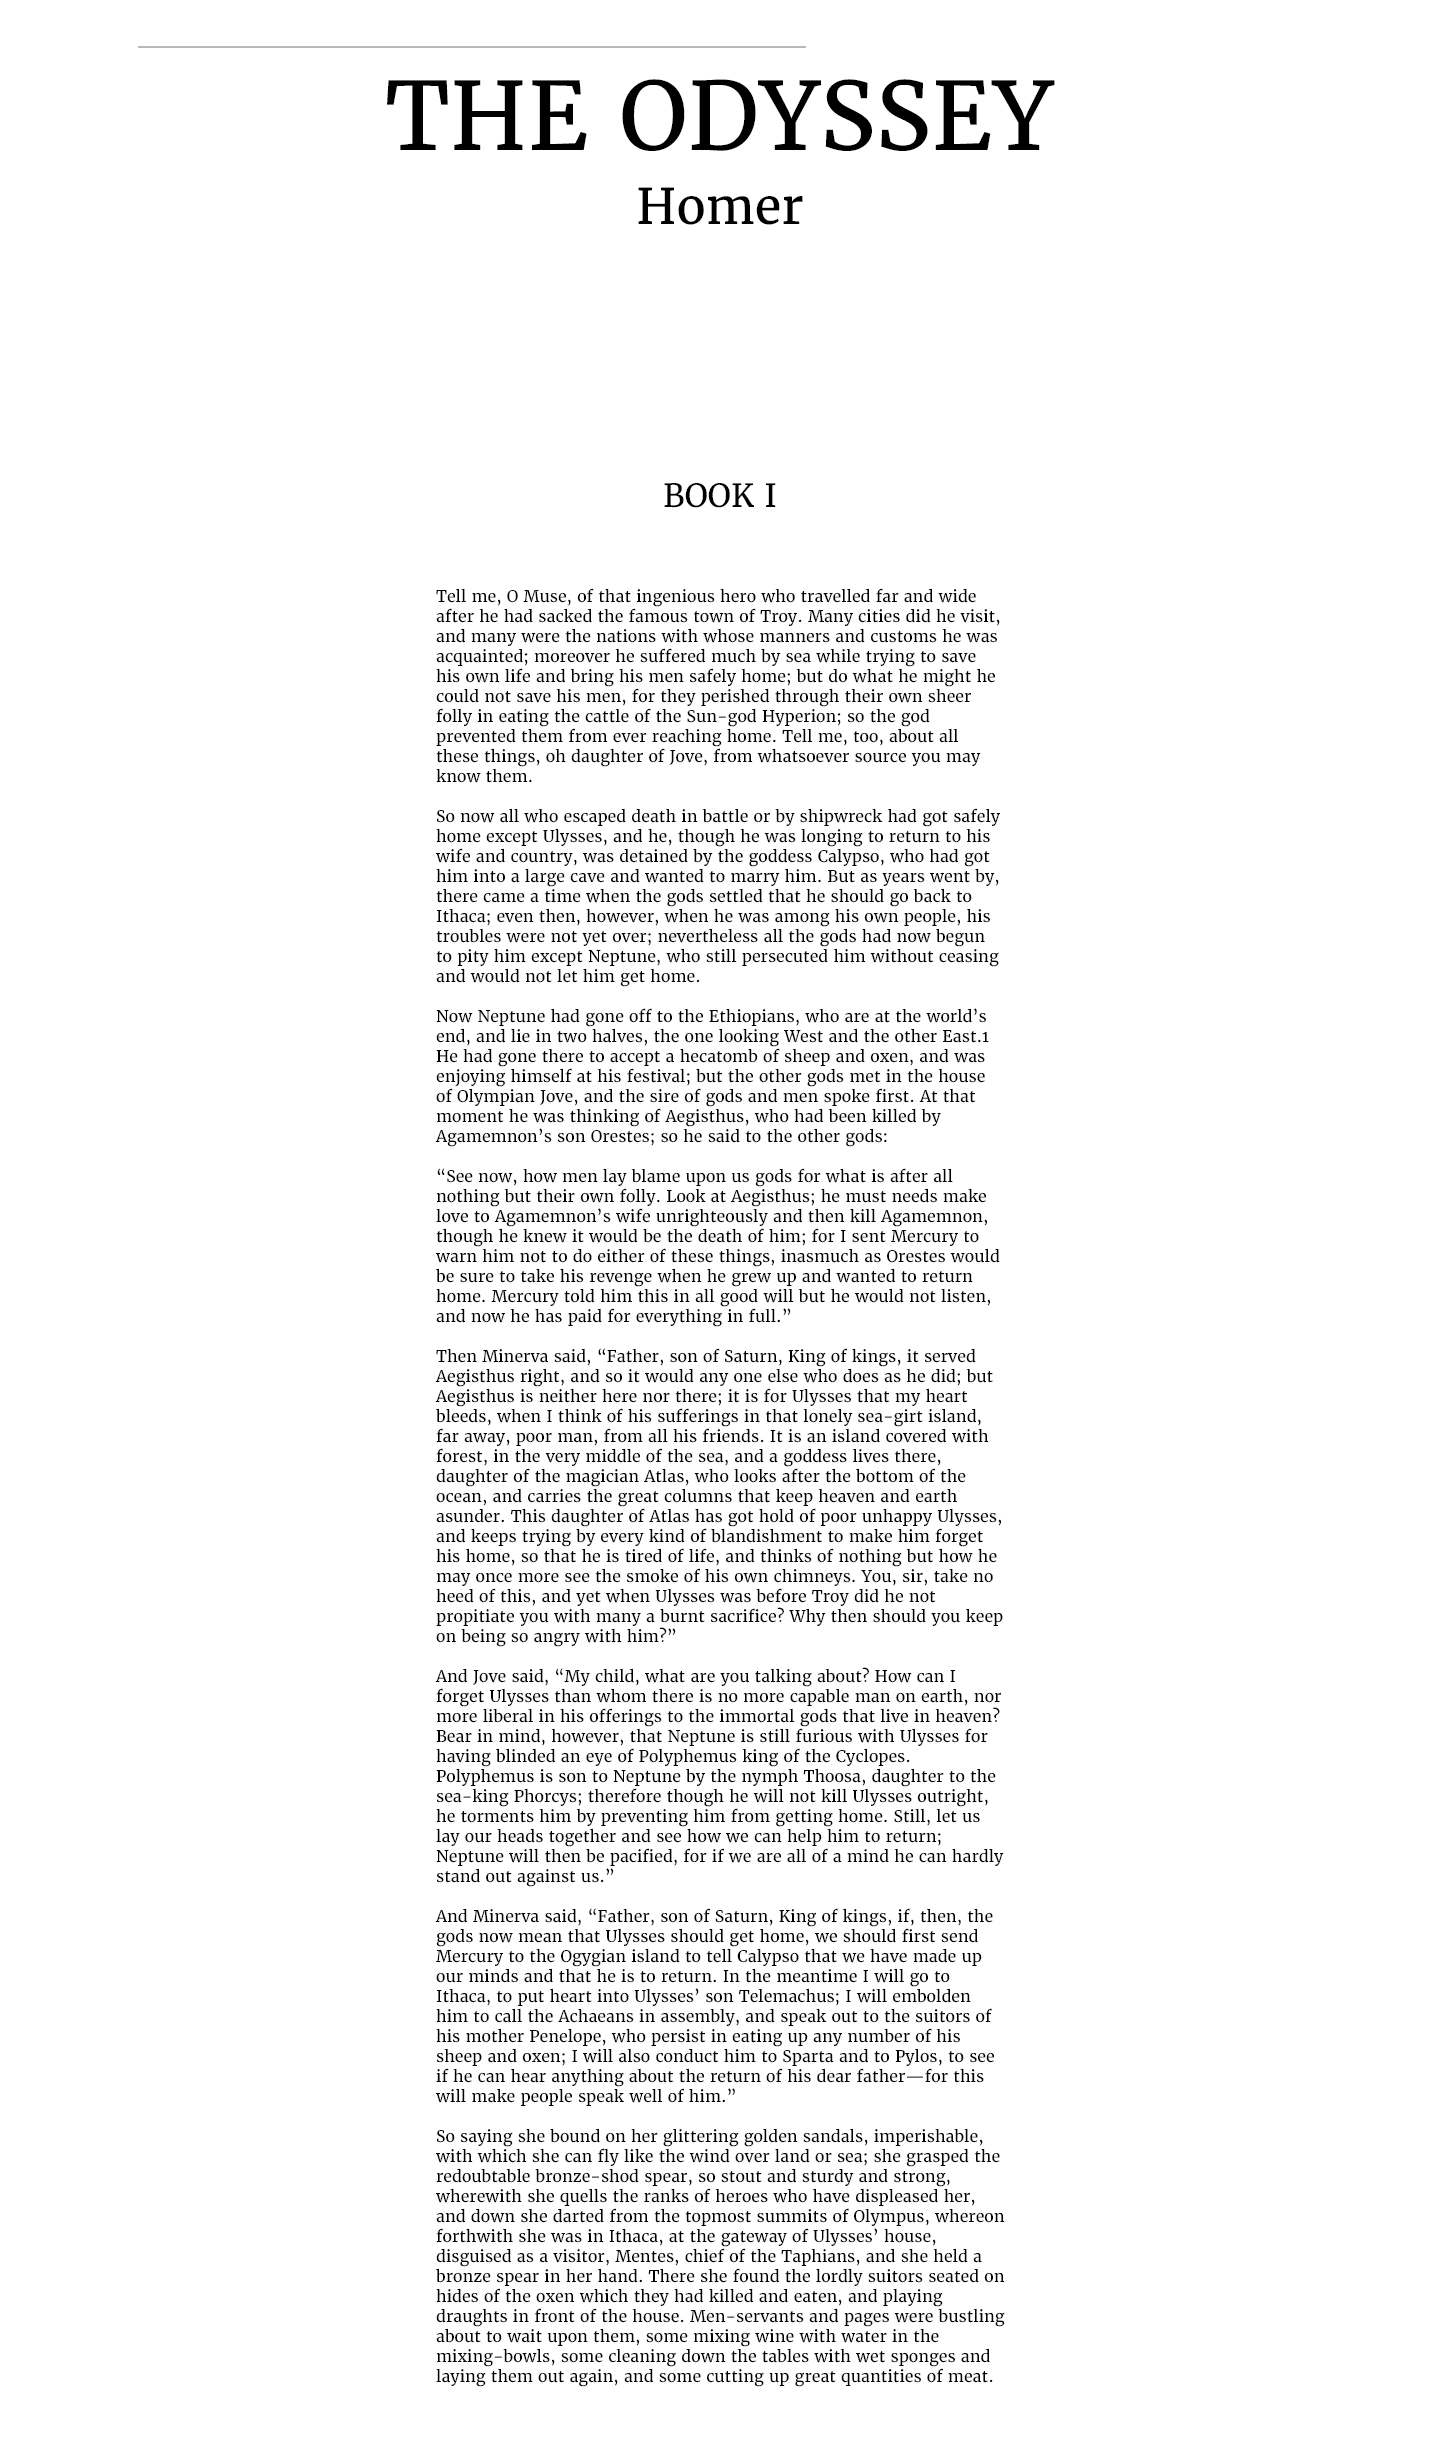 THE ODYSSEY
Homer
BOOK I
Tell me, O Muse, of that ingenious hero who travelled far and wide
after he had sacked the famous town of Troy. Many cities did he visit,
and many were the nations with whose manners and customs he was
acquainted; moreover he suffered much by sea while trying to save
his own life and bring his men safely home; but do what he might he
could not save his men, for they perished through their own sheer
folly in eating the cattle of the Sun-god Hyperion; so the god
prevented them from ever reaching home. Tell me, too, about all
these things, oh daughter of Jove, from whatsoever source you may
know them.
So now all who escaped death in battle or by shipwreck had got safely
home except Ulysses, and he, though he was longing to return to his
wife and country, was detained by the goddess Calypso, who had got
him into a large cave and wanted to marry him. But as years went by,
there came a time when the gods settled that he should go back to
Ithaca; even then, however, when he was among his own people, his
troubles were not yet over; nevertheless all the gods had now begun
to pity him except Neptune, who still persecuted him without ceasing
and would not let him get home.
Now Neptune had gone off to the Ethiopians, who are at the world’s
end, and lie in two halves, the one looking West and the other East.1
He had gone there to accept a hecatomb of sheep and oxen, and was
enjoying himself at his festival; but the other gods met in the house
of Olympian Jove, and the sire of gods and men spoke first. At that
moment he was thinking of Aegisthus, who had been killed by
Agamemnon’s son Orestes; so he said to the other gods:
“See now, how men lay blame upon us gods for what is after all
nothing but their own folly. Look at Aegisthus; he must needs make
love to Agamemnon’s wife unrighteously and then kill Agamemnon,
though he knew it would be the death of him; for I sent Mercury to
warn him not to do either of these things, inasmuch as Orestes would
be sure to take his revenge when he grew up and wanted to return
home. Mercury told him this in all good will but he would not listen,
and now he has paid for everything in full.”
Then Minerva said, “Father, son of Saturn, King of kings, it served
Aegisthus right, and so it would any one else who does as he did; but
Aegisthus is neither here nor there; it is for Ulysses that my heart
bleeds, when I think of his sufferings in that lonely sea-girt island,
far away, poor man, from all his friends. It is an island covered with
forest, in the very middle of the sea, and a goddess lives there,
daughter of the magician Atlas, who looks after the bottom of the
ocean, and carries the great columns that keep heaven and earth
asunder. This daughter of Atlas has got hold of poor unhappy Ulysses,
and keeps trying by every kind of blandishment to make him forget
his home, so that he is tired of life, and thinks of nothing but how he
may once more see the smoke of his own chimneys. You, sir, take no
heed of this, and yet when Ulysses was before Troy did he not
propitiate you with many a burnt sacrifice? Why then should you keep
on being so angry with him?”
And Jove said, “My child, what are you talking about? How can I
forget Ulysses than whom there is no more capable man on earth, nor
more liberal in his offerings to the immortal gods that live in heaven?
Bear in mind, however, that Neptune is still furious with Ulysses for
having blinded an eye of Polyphemus king of the Cyclopes.
Polyphemus is son to Neptune by the nymph Thoosa, daughter to the
sea-king Phorcys; therefore though he will not kill Ulysses outright,
he torments him by preventing him from getting home. Still, let us
lay our heads together and see how we can help him to return;
Neptune will then be pacified, for if we are all of a mind he can hardly
stand out against us.”
And Minerva said, “Father, son of Saturn, King of kings, if, then, the
gods now mean that Ulysses should get home, we should first send
Mercury to the Ogygian island to tell Calypso that we have made up
our minds and that he is to return. In the meantime I will go to
Ithaca, to put heart into Ulysses’ son Telemachus; I will embolden
him to call the Achaeans in assembly, and speak out to the suitors of
his mother Penelope, who persist in eating up any number of his
sheep and oxen; I will also conduct him to Sparta and to Pylos, to see
if he can hear anything about the return of his dear father—for this
will make people speak well of him.”
So saying she bound on her glittering golden sandals, imperishable,
with which she can fly like the wind over land or sea; she grasped the
redoubtable bronze-shod spear, so stout and sturdy and strong,
wherewith she quells the ranks of heroes who have displeased her,
and down she darted from the topmost summits of Olympus, whereon
forthwith she was in Ithaca, at the gateway of Ulysses’ house,
disguised as a visitor, Mentes, chief of the Taphians, and she held a
bronze spear in her hand. There she found the lordly suitors seated on
hides of the oxen which they had killed and eaten, and playing
draughts in front of the house. Men-servants and pages were bustling
about to wait upon them, some mixing wine with water in the
mixing-bowls, some cleaning down the tables with wet sponges and
laying them out again, and some cutting up great quantities of meat.